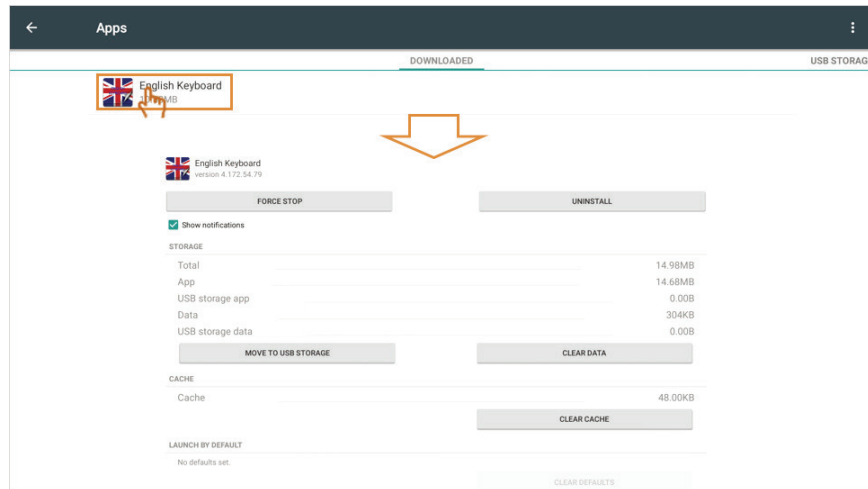 Apps
DOWNLOADED
USB STORAG
English Keyboard
MB
English Keyboard
version 4.172.54.79
FORCE STOP
UNINSTALL
Show notifications
STORAGE
Total 14.98MB
App 14.68MB
USB storage app 0.00B
Data 304KB
USB storage data 0.00B
MOVE TO USB STORAGE
CLEAR DATA
CACHE
Cache 48.00KB
CLEAR CACHE
LAUNCH BY DEFAULT
No defaults set.
CLEAR DEFAULTS